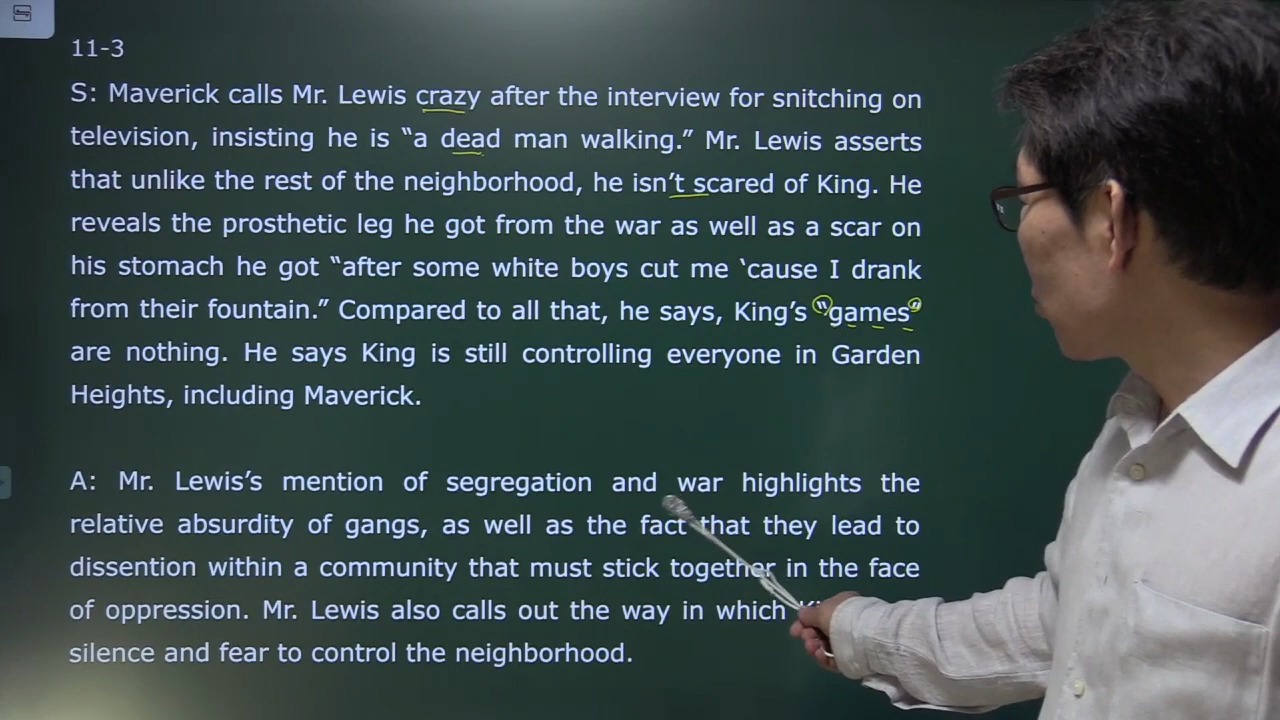 11-3
S: Maverick calls Mr. Lewis crazy after the interview for snitching on
television, insisting he is “a dead man walking.” Mr. Lewis asserts
that unlike the rest of the neighborhood, he isn’t scared of King. He
reveals the prosthetic leg he got from the war as well as a scar on
his stomach he got “after some white boys cut me ‘cause I drank
from their fountain.” Compared to all that, he says, King’s “games”
are nothing. He says King is still controlling everyone in Garden
Heights, including Maverick.
A: Mr. Lewis’s mention of segregation and war highlights the
relative absurdity of gangs, as well as the fact that they lead to
dissention within a community that must stick together in the face
of oppression. Mr. Lewis also calls out the way in which
silence and fear to control the neighborhood.